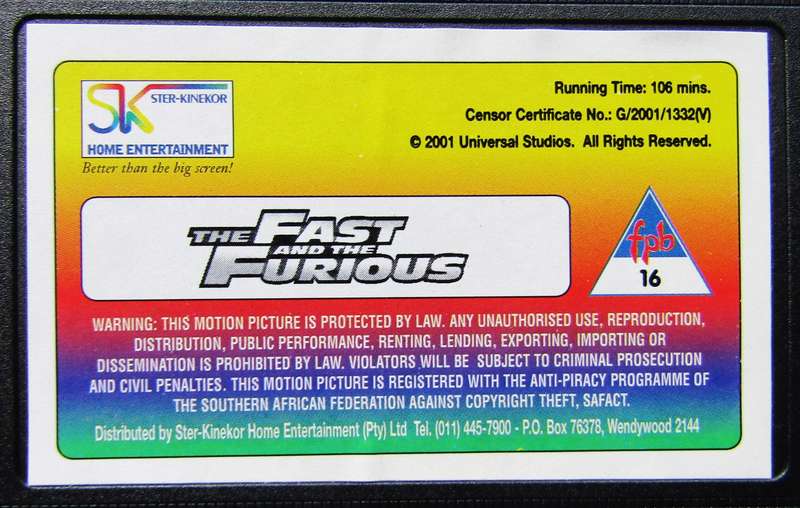 SK STER-KINEKOR
HOME ENTERTAINMENT
Better than the big screen!
Running Time: 106 mins.
Censor Certificate No.: G/2001/1332(V)
© 2001 Universal Studios. All Rights Reserved.
THE FAST
AND THE
FURIOUS
fpb
16
WARNING: THIS MOTION PICTURE IS PROTECTED BY LAW. ANY UNAUTHORISED USE, REPRODUCTION,
DISTRIBUTION, PUBLIC PERFORMANCE, RENTING, LENDING, EXPORTING, IMPORTING OR
DISSEMINATION IS PROHIBITED BY LAW. VIOLATORS WILL BE SUBJECT TO CRIMINAL PROSECUTION
AND CIVIL PENALTIES. THIS MOTION PICTURE IS REGISTERED WITH THE ANTI-PIRACY PROGRAMME OF
THE SOUTHERN AFRICAN FEDERATION AGAINST COPYRIGHT THEFT, SAFACT.
Distributed by Ster-Kinekor Home Entertainment (Pty) Ltd Tel. (011) 445-7900 - P.O. Box 76378, Wendywood 2144